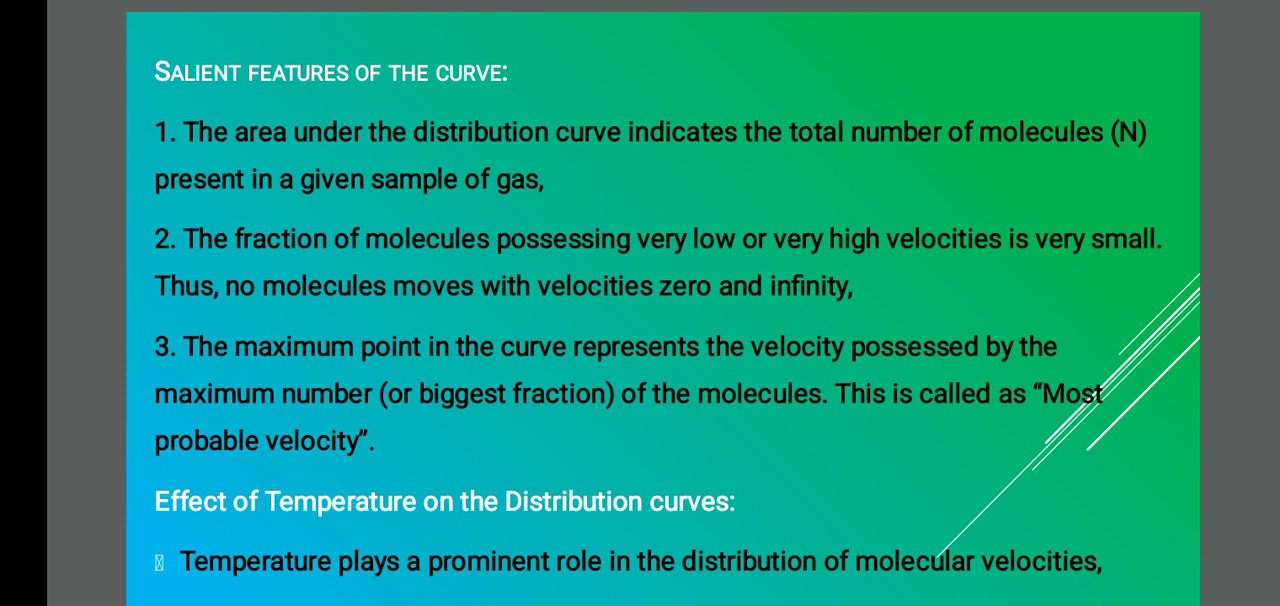 SALIENT FEATURES OF THE CURVE:
1. The area under the distribution curve indicates the total number of molecules (N)
present in a given sample of gas,
2. The fraction of molecules possessing very low or very high velocities is very small.
Thus, no molecules moves with velocities zero and infinity,
3. The maximum point in the curve represents the velocity possessed by the
maximum number (or biggest fraction) of the molecules. This is called as “Most
probable velocity”.
Effect of Temperature on the Distribution curves:
Temperature plays a prominent role in the distribution of molecular velocities,